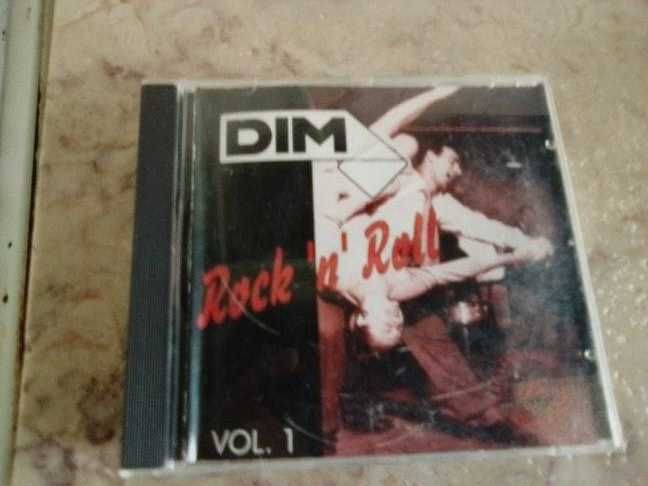 DIM
Rock 'n' Roll
VOL. 1